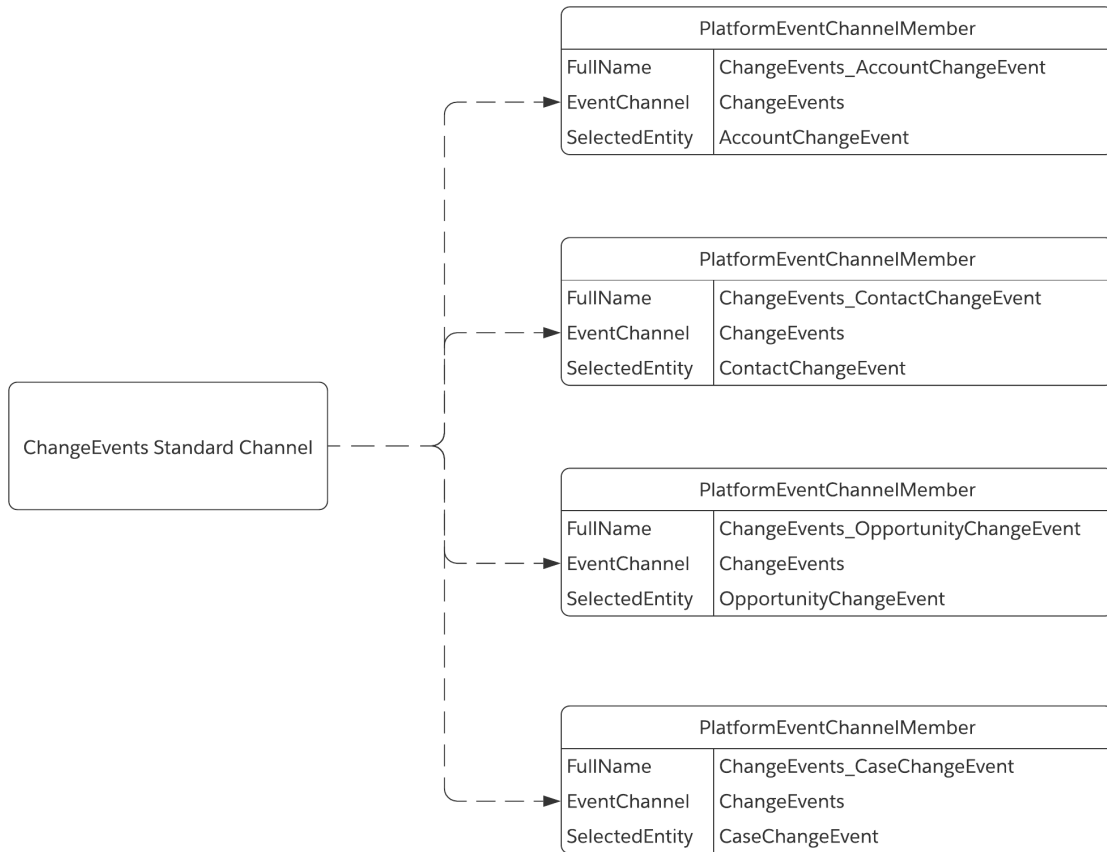 PlatformEventChannelMember
FullName ChangeEvents_AccountChangeEvent
EventChannel ChangeEvents
SelectedEntity AccountChangeEvent
PlatformEventChannelMember
FullName ChangeEvents_ContactChangeEvent
EventChannel ChangeEvents
SelectedEntity ContactChangeEvent
ChangeEvents Standard Channel
PlatformEventChannelMember
FullName ChangeEvents_OpportunityChangeEvent
EventChannel ChangeEvents
SelectedEntity OpportunityChangeEvent
PlatformEventChannelMember
FullName ChangeEvents_CaseChangeEvent
EventChannel ChangeEvents
SelectedEntity CaseChangeEvent